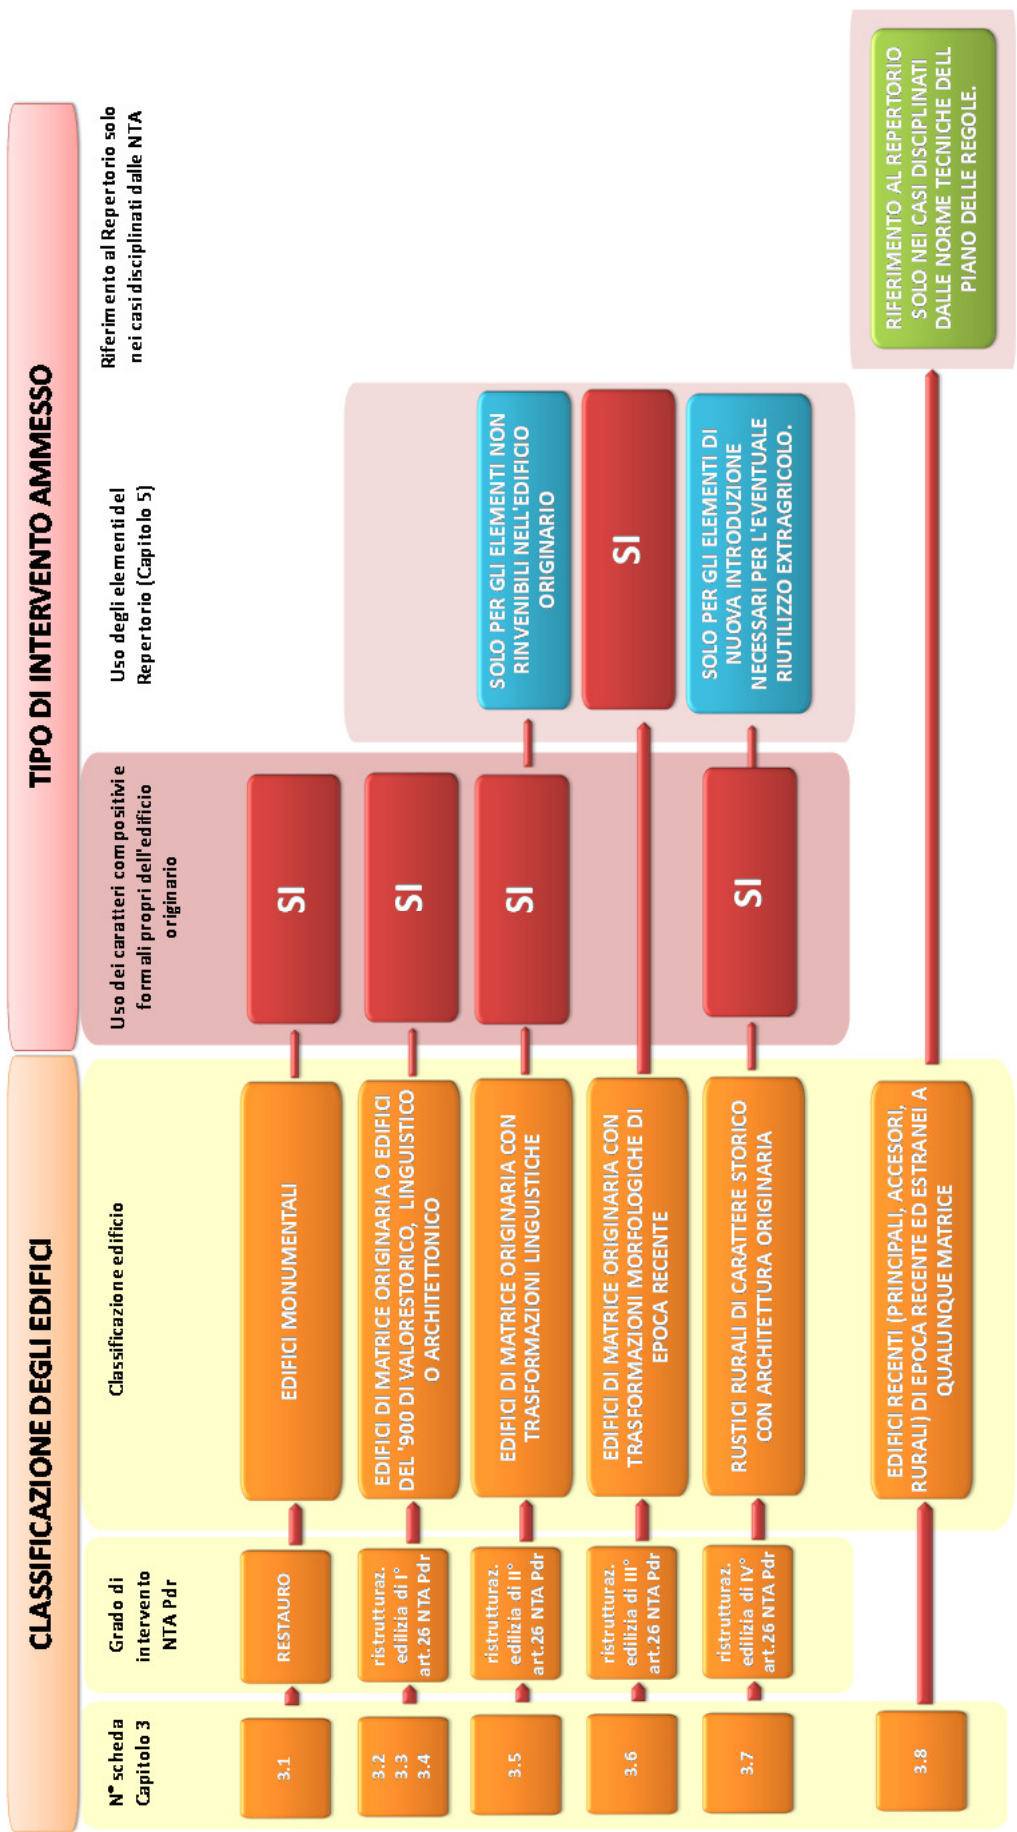 CLASSIFICAZIONE DEGLI EDIFICI
TIPO DI INTERVENTO AMMESSO
N° scheda
Capitolo 3
Grado di
intervento
NTA Pdr
Classificazione edificio
Uso dei caratteri compositivi e
formali propri dell'edificio
originario
Uso degli elementi del
Repertorio (Capitolo 5)
Riferimento al Repertorio solo
nei casi disciplinati dalle NTA
3.1
RESTAURO
EDIFICI MONUMENTALI
SI
3.2
3.3
3.4
ristrutturaz.
edilizia di I°
art.26 NTA Pdr
EDIFICI DI MATRICE ORIGINARIA O EDIFICI
DEL '900 DI VALORESTORICO, LINGUISTICO
O ARCHITETTONICO
SI
3.5
ristrutturaz.
edilizia di II°
art.26 NTA Pdr
EDIFICI DI MATRICE ORIGINARIA CON
TRASFORMAZIONI LINGUISTICHE
SI
SOLO PER GLI ELEMENTI NON
RINVENIBILI NELL'EDIFICIO
ORIGINARIO
3.6
ristrutturaz.
edilizia di III°
art.26 NTA Pdr
EDIFICI DI MATRICE ORIGINARIA CON
TRASFORMAZIONI MORFOLOGICHE DI
EPOCA RECENTE
SI
3.7
ristrutturaz.
edilizia di IV°
art.26 NTA Pdr
RUSTICI RURALI DI CARATTERE STORICO
CON ARCHITETTURA ORIGINARIA
SI
SOLO PER GLI ELEMENTI DI
NUOVA INTRODUZIONE
NECESSARI PER L'EVENTUALE
RIUTILIZZO EXTRAGRICOLO.
3.8
EDIFICI RECENTI (PRINCIPALI, ACCESORI,
RURALI) DI EPOCA RECENTE ED ESTRANEI A
QUALUNQUE MATRICE
RIFERIMENTO AL REPERTORIO
SOLO NEI CASI DISCIPLINATI
DALLE NORME TECNICHE DELL
PIANO DELLE REGOLE.